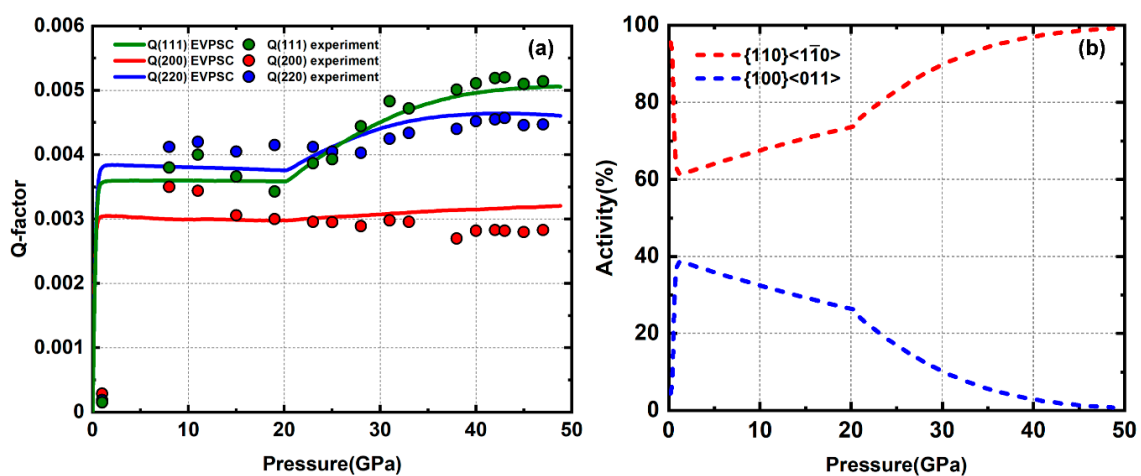 Q(111) EVPSC Q(111) experiment (a)
Q(200) EVPSC Q(200) experiment
Q(220) EVPSC Q(220) experiment
0.006
0.005
0.004
0.003
0.002
0.001
0
Q-factor
0 10 20 30 40 50
Pressure(GPa)
(b)
{110}<11̄0>
{100}<011>
100
80
60
40
20
0
Activity(%)
0 10 20 30 40 50
Pressure(GPa)